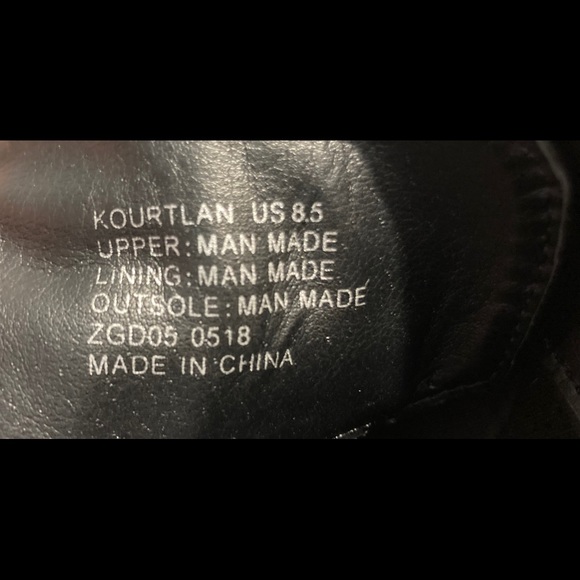 KOURTLAN US 8.5
UPPER: MAN MADE
LINING: MAN MADE
OUTSOLE: MAN MADE
ZGD05 0518
MADE IN CHINA